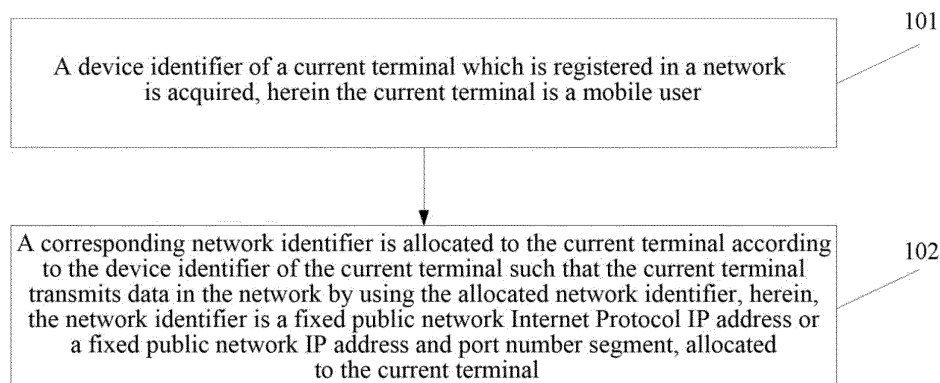 101
A device identifier of a current terminal which is registered in a network
is acquired, herein the current terminal is a mobile user
A corresponding network identifier is allocated to the current terminal according
to the device identifier of the current terminal such that the current terminal
transmits data in the network by using the allocated network identifier, herein,
the network identifier is a fixed public network Internet Protocol IP address or
a fixed public network IP address and port number segment, allocated
to the current terminal
102